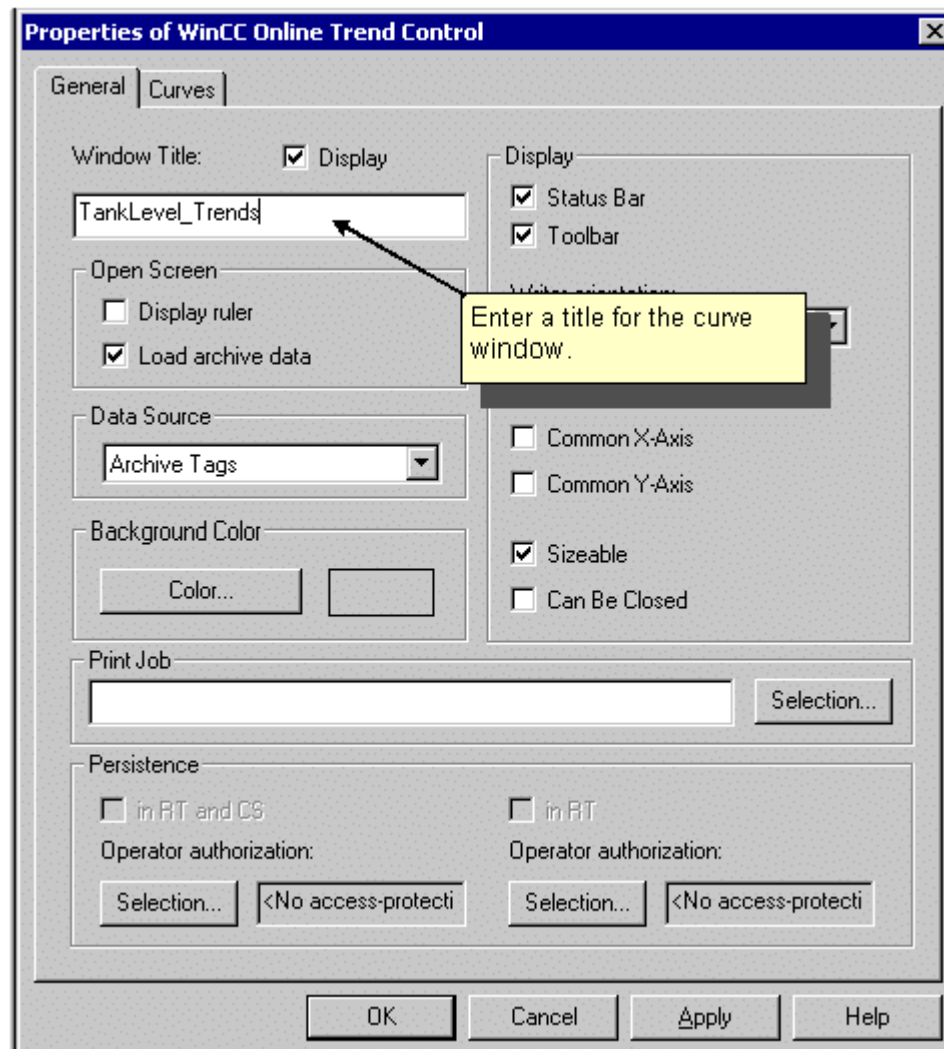 Properties of WinCC Online Trend Control
General
Curves
Window Title:
Display
TankLevel_Trends
Open Screen
Display ruler
Load archive data
Data Source
Archive Tags
Background Color
Color...
Display
Status Bar
Toolbar
Enter a title for the curve
window.
Common X-Axis
Common Y-Axis
Sizeable
Can Be Closed
Print Job
Selection...
Persistence
in RT and CS
in RT
Operator authorization:
Operator authorization:
Selection...
<No access-protecti
Selection...
<No access-protecti
OK
Cancel
Apply
Help